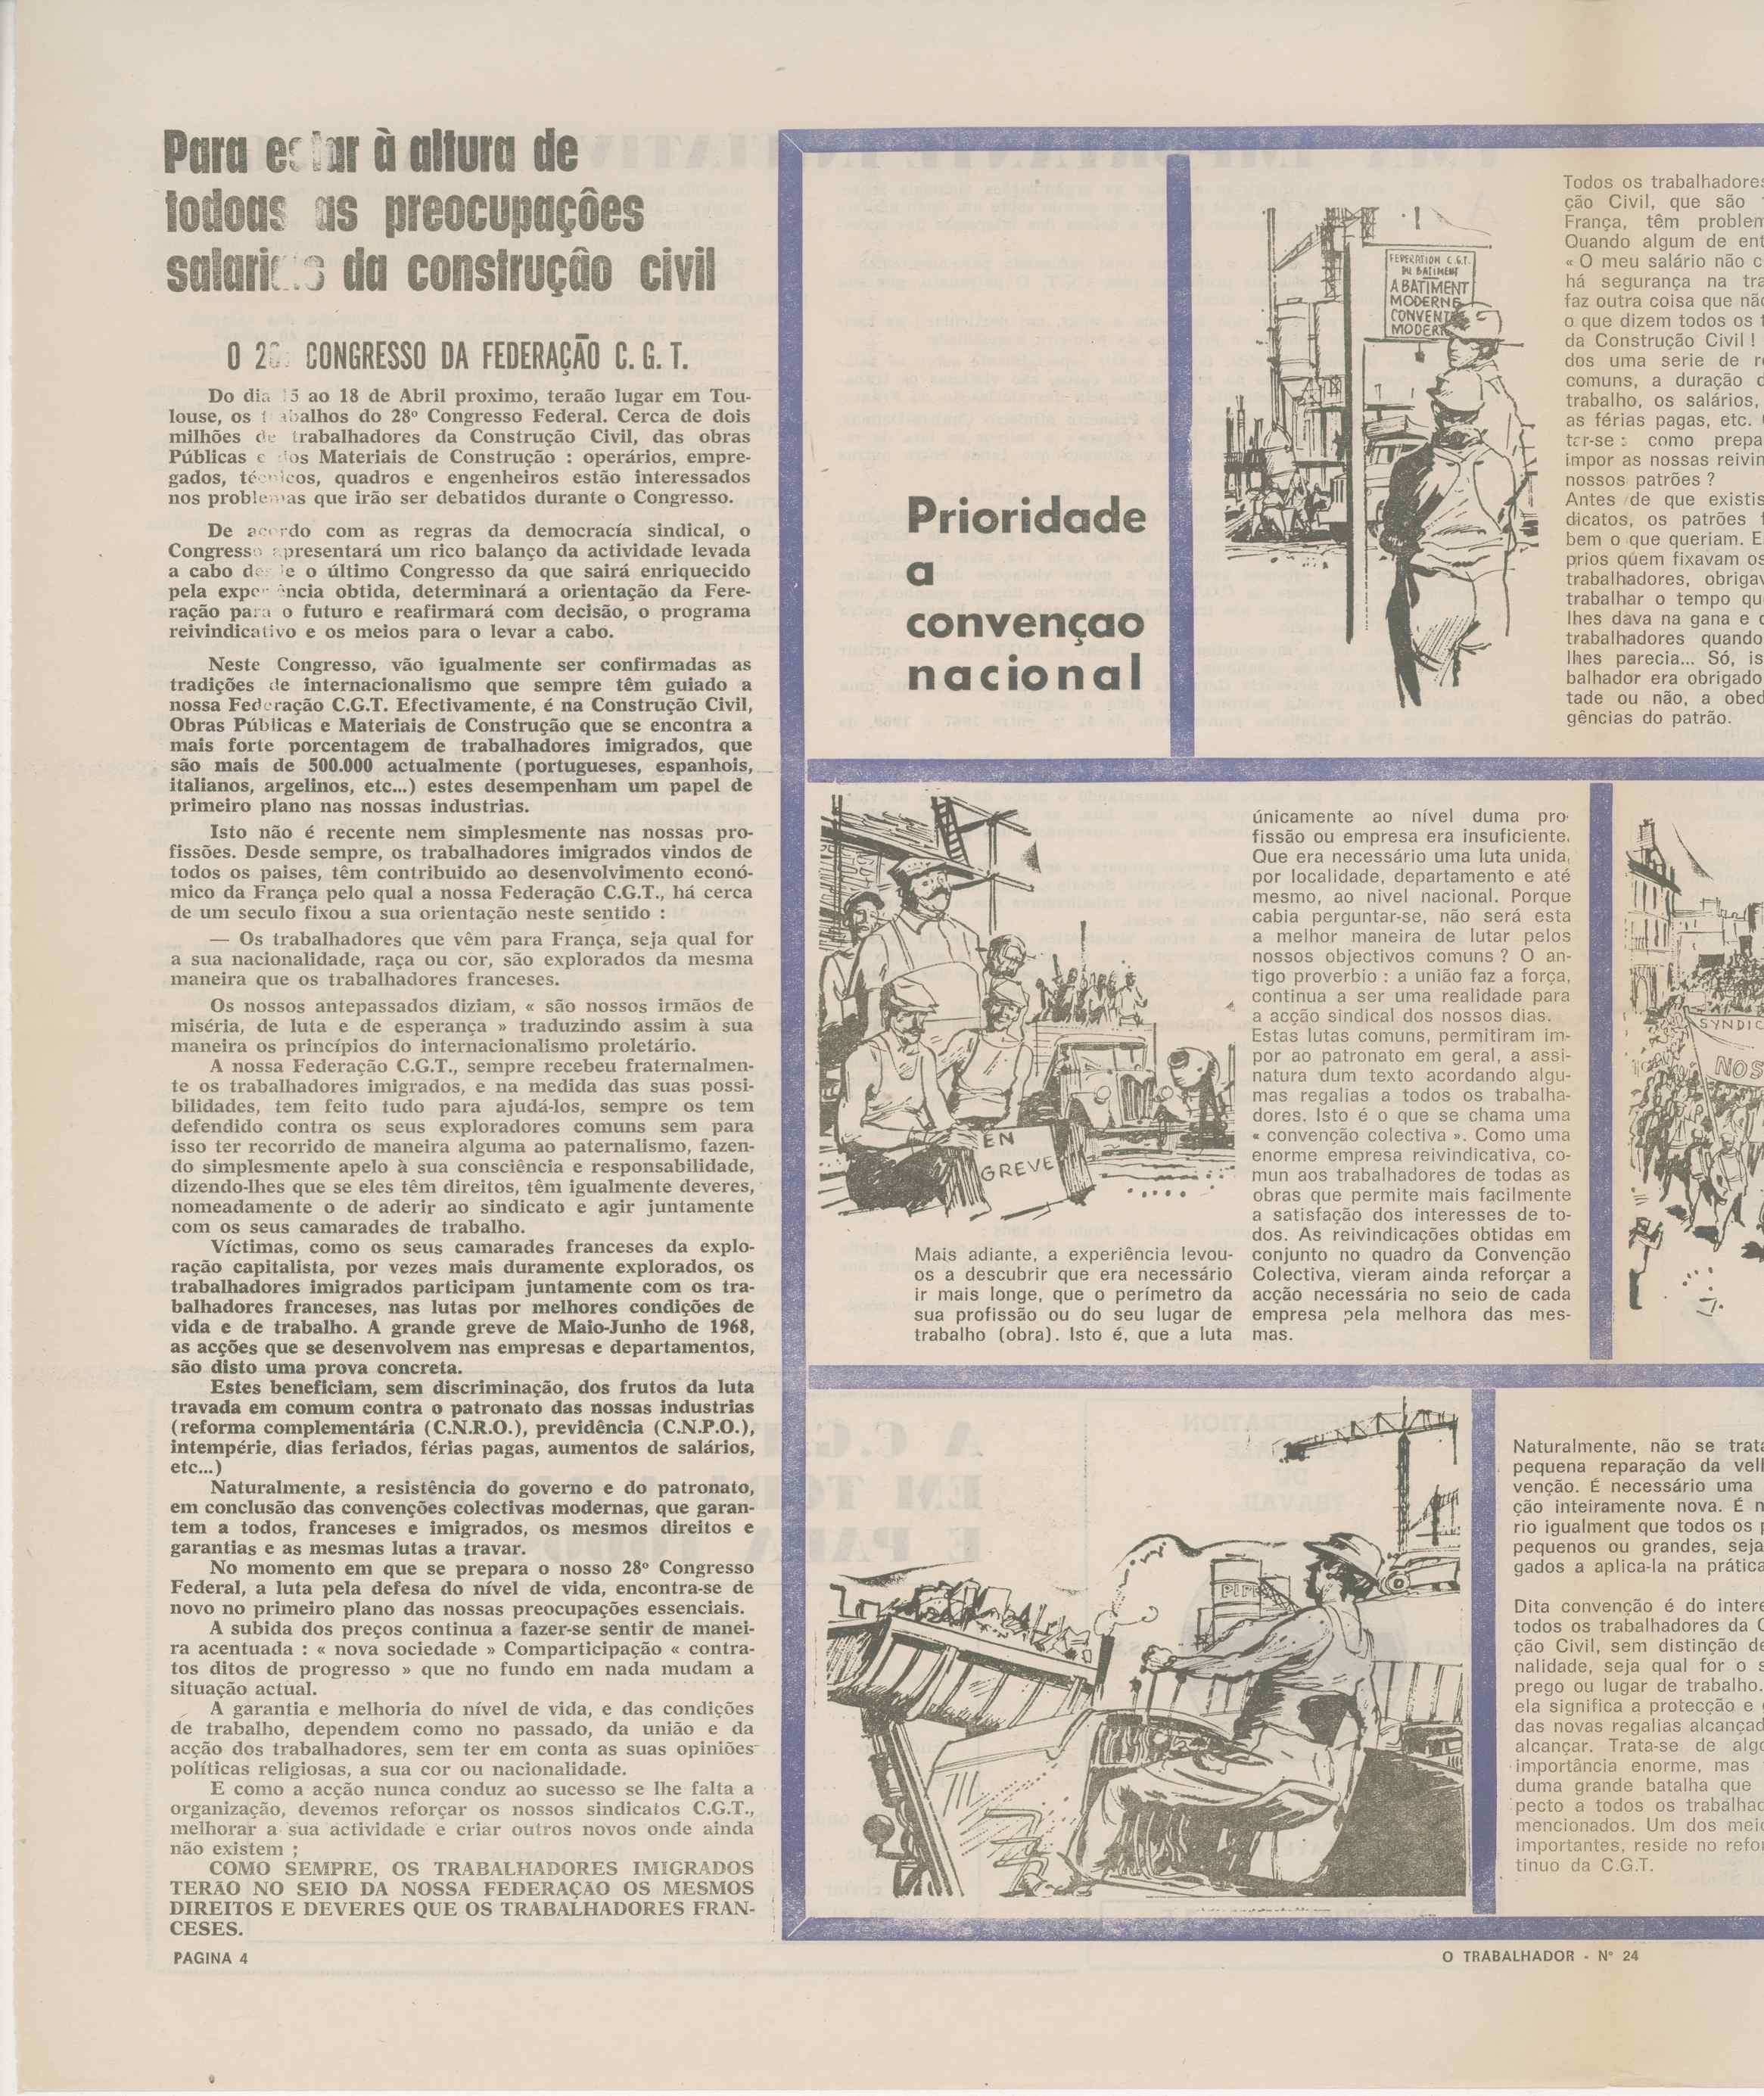 Para estar à altura de
todoas as preocupações
salariais da construção civil
O 28º CONGRESSO DA FEDERAÇÃO C. G. T.
Do dia 15 ao 18 de Abril proximo, teraão lugar em Tou-
louse, os trabalhos do 28º Congresso Federal. Cerca de dois
milhões de trabalhadores da Construção Civil, das obras
Públicas e dos Materiais de Construção : operários, empre-
gados, técnicos, quadros e engenheiros estão interessados
nos problemas que irão ser debatidos durante o Congresso.
De acordo com as regras da democracía sindical, o
Congresso apresentará um rico balanço da actividade levada
a cabo desde o último Congresso da que sairá enriquecido
pela experiência obtida, determinará a orientação da Fere-
ração para o futuro e reafirmará com decisão, o programa
reivindicativo e os meios para o levar a cabo.
Neste Congresso, vão igualmente ser confirmadas as
tradições de internacionalismo que sempre têm guiado a
nossa Federação C.G.T. Efectivamente, é na Construção Civil,
Obras Públicas e Materiais de Construção que se encontra a
mais forte porcentagem de trabalhadores imigrados, que
são mais de 500.000 actualmente (portugueses, espanhois,
italianos, argelinos, etc...) estes desempenham um papel de
primeiro plano nas nossas industrias.
Isto não é recente nem simplesmente nas nossas pro-
fissões. Desde sempre, os trabalhadores imigrados vindos de
todos os paises, têm contribuido ao desenvolvimento econó-
mico da França pelo qual a nossa Federação C.G.T., há cerca
de um seculo fixou a sua orientação neste sentido :
— Os trabalhadores que vêm para França, seja qual for
a sua nacionalidade, raça ou cor, são explorados da mesma
maneira que os trabalhadores franceses.
Os nossos antepassados diziam, « são nossos irmãos de
miséria, de luta e de esperança » traduzindo assim à sua
maneira os princípios do internacionalismo proletário.
A nossa Federação C.G.T., sempre recebeu fraternalmen-
te os trabalhadores imigrados, e na medida das suas possi-
bilidades, tem feito tudo para ajudá-los, sempre os tem
defendido contra os seus exploradores comuns sem para
isso ter recorrido de maneira alguma ao paternalismo, fazen-
do simplesmente apelo à sua consciência e responsabilidade,
dizendo-lhes que se eles têm direitos, têm igualmente deveres,
nomeadamente o de aderir ao sindicato e agir juntamente
com os seus camarades de trabalho.
Víctimas, como os seus camarades franceses da explo-
ração capitalista, por vezes mais duramente explorados, os
trabalhadores imigrados participam juntamente com os tra-
balhadores franceses, nas lutas por melhores condições de
vida e de trabalho. A grande greve de Maio-Junho de 1968,
as acções que se desenvolvem nas empresas e departamentos,
são disto uma prova concreta.
Estes beneficiam, sem discriminação, dos frutos da luta
travada em comum contra o patronato das nossas industrias
(reforma complementária (C.N.R.O.), previdência (C.N.P.O.),
intempérie, dias feriados, férias pagas, aumentos de salários,
etc...)
Naturalmente, a resistência do governo e do patronato,
em conclusão das convenções colectivas modernas, que garan-
tem a todos, franceses e imigrados, os mesmos direitos e
garantias e as mesmas lutas a travar.
No momento em que se prepara o nosso 28º Congresso
Federal, a luta pela defesa do nível de vida, encontra-se de
novo no primeiro plano das nossas preocupações essenciais.
A subida dos preços continua a fazer-se sentir de manei-
ra acentuada : « nova sociedade » Comparticipação « contra-
tos ditos de progresso » que no fundo em nada mudam a
situação actual.
A garantia e melhoria do nível de vida, e das condições
de trabalho, dependem como no passado, da união e da
acção dos trabalhadores, sem ter em conta as suas opiniões
políticas religiosas, a sua cor ou nacionalidade.
E como a acção nunca conduz ao sucesso se lhe falta a
organização, devemos reforçar os nossos sindicatos C.G.T.,
melhorar a sua actividade e criar outros novos onde ainda
não existem ;
COMO SEMPRE, OS TRABALHADORES IMIGRADOS
TERÃO NO SEIO DA NOSSA FEDERAÇÃO OS MESMOS
DIREITOS E DEVERES QUE OS TRABALHADORES FRAN-
CESES.
PAGINA 4
Prioridade
a
convençao
nacional
FEDERATION C.G.T.
DU BATIMENT
A BATIMENT
MODERNE
CONVENT
MODERN
Todos os trabalhadores
ção Civil, que são
França, têm problem
Quando algum de ent
« O meu salário não c
há segurança na tra
faz outra coisa que não
o que dizem todos os t
da Construção Civil !
dos uma serie de re
comuns, a duração d
trabalho, os salários,
as férias pagas, etc.
ter-se : como prepa
impor as nossas reivin
nossos patrões ?
Antes de que existis
dicatos, os patrões f
bem o que queriam. E
prios quem fixavam os
trabalhadores, obrigav
trabalhar o tempo que
lhes dava na gana e d
trabalhadores quando
lhes parecia... Só, is
balhador era obrigado
tade ou não, a obed
gências do patrão.
EN
GREVE
Mais adiante, a experiência levou-
os a descubrir que era necessário
ir mais longe, que o perímetro da
sua profissão ou do seu lugar de
trabalho (obra). Isto é, que a luta
únicamente ao nível duma pro-
fissão ou empresa era insuficiente.
Que era necessário uma luta unida,
por localidade, departamento e até
mesmo, ao nivel nacional. Porque
cabia perguntar-se, não será esta
a melhor maneira de lutar pelos
nossos objectivos comuns ? O an-
tigo proverbio : a união faz a força,
continua a ser uma realidade para
a acção sindical dos nossos dias.
Estas lutas comuns, permitiram im-
por ao patronato em geral, a assi-
natura dum texto acordando algu-
mas regalias a todos os trabalha-
dores. Isto é o que se chama uma
« convenção colectiva ». Como uma
enorme empresa reivindicativa, co-
mun aos trabalhadores de todas as
obras que permite mais facilmente
a satisfação dos interesses de to-
dos. As reivindicações obtidas em
conjunto no quadro da Convenção
Colectiva, vieram ainda reforçar a
acção necessária no seio de cada
empresa pela melhora das mes-
mas.
SYNDIC
NOS
PIPE
Naturalmente, não se trata
pequena reparação da velh
venção. É necessário uma
ção inteiramente nova. É n
rio igualment que todos os p
pequenos ou grandes, seja
gados a aplica-la na prática
Dita convenção é do intere
todos os trabalhadores da C
ção Civil, sem distinção de
nalidade, seja qual for o s
prego ou lugar de trabalho.
ela significa a protecção e
das novas regalias alcançad
alcançar. Trata-se de algo
importância enorme, mas
duma grande batalha que
pecto a todos os trabalhad
mencionados. Um dos meio
importantes, reside no refor
tinuo da C.G.T.
O TRABALHADOR - Nº 24